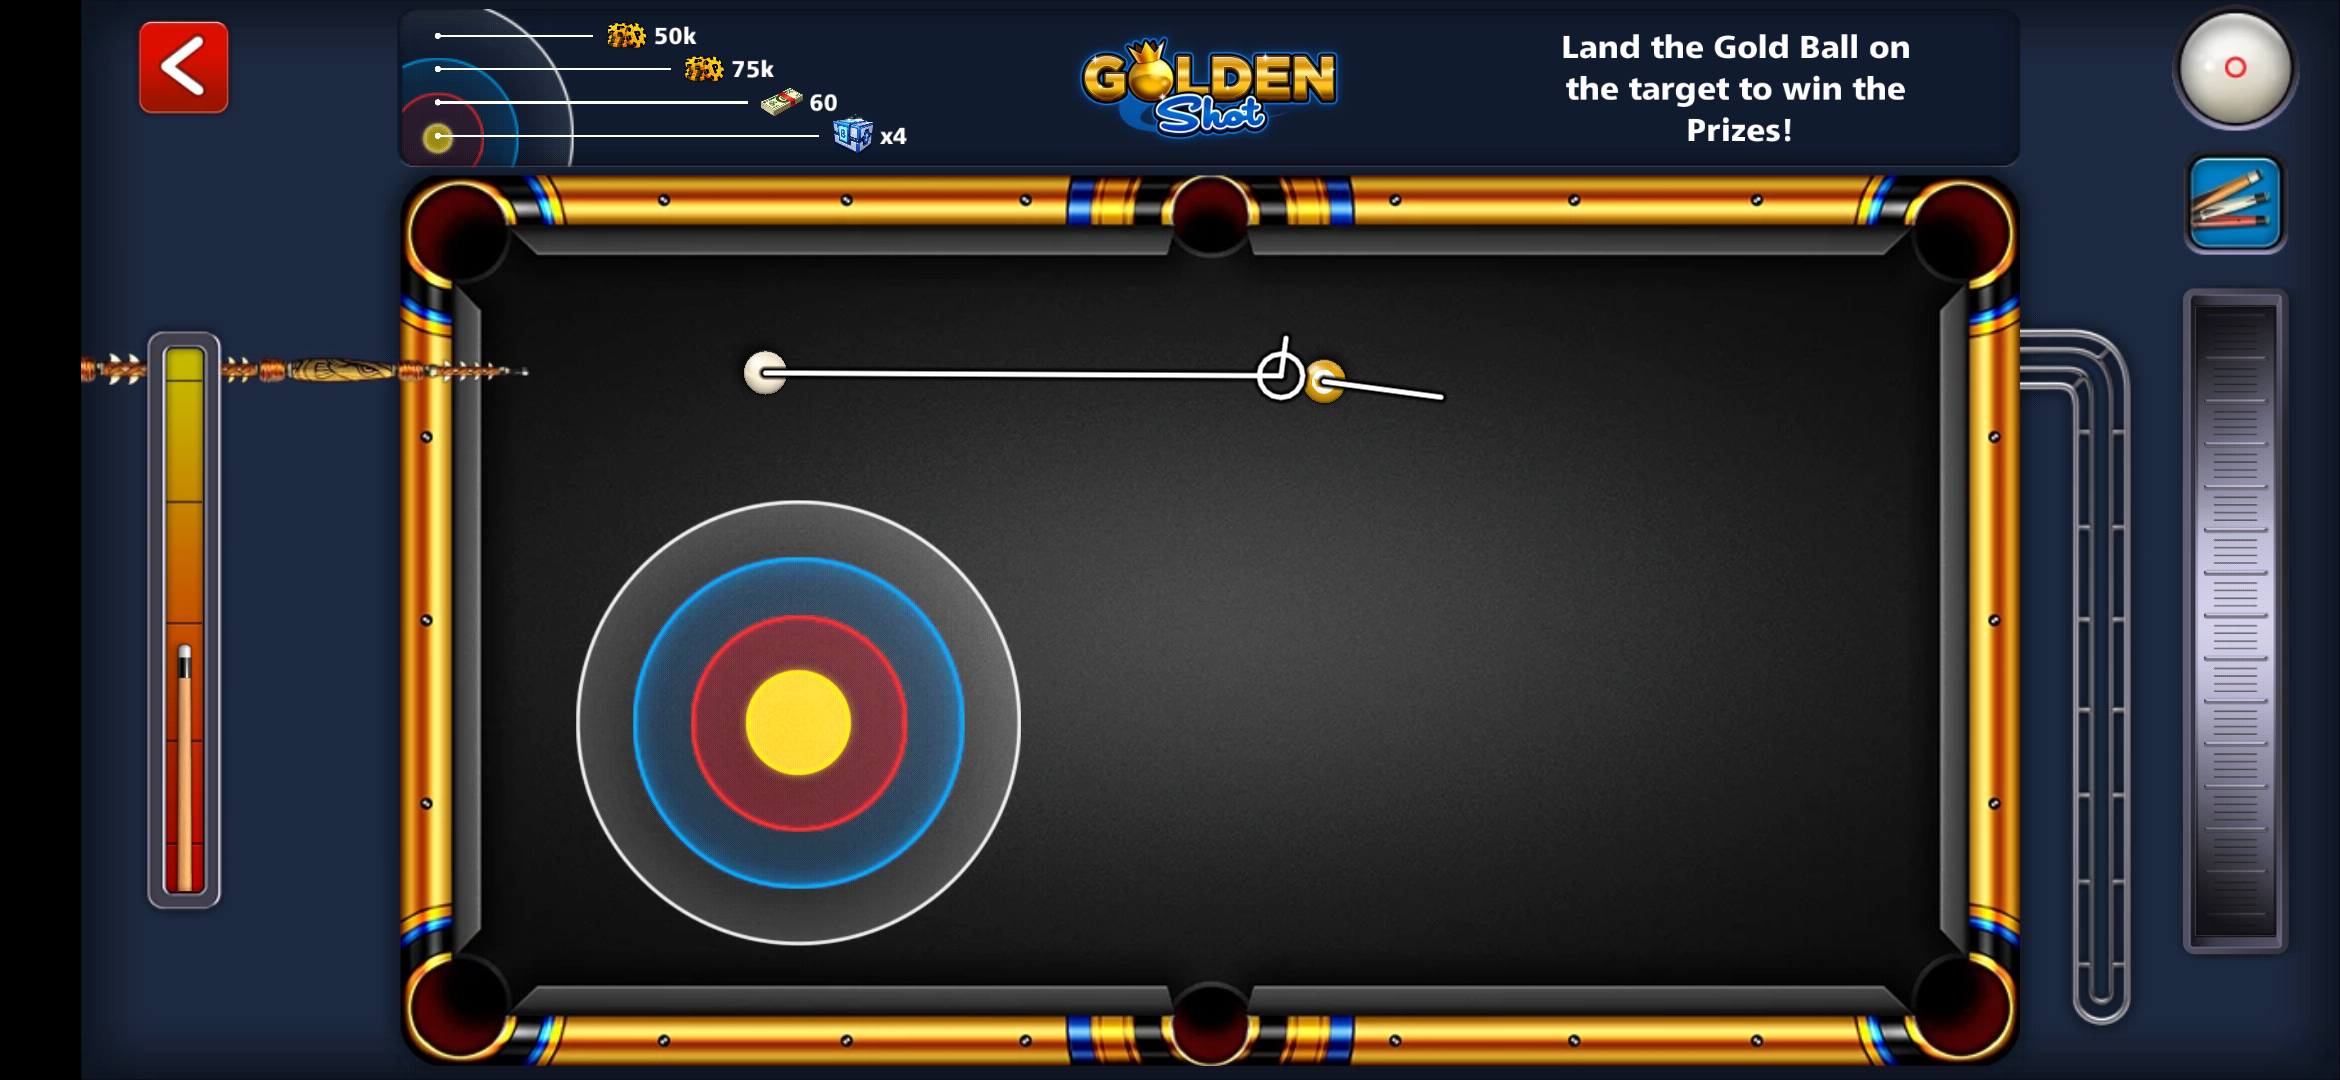 50k
75k
60
x4
GOLDEN
Shot
Land the Gold Ball on
the target to win the
Prizes!